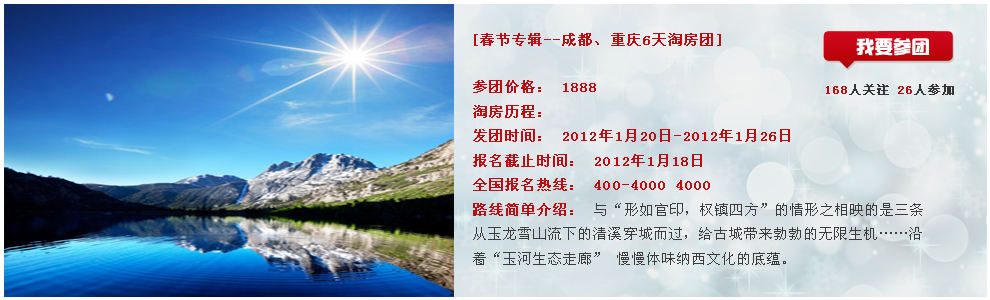 [春节专辑--成都、重庆6天淘房团]
我要参团
168人关注 26人参加
参团价格： 1888
淘房历程：
发团时间： 2012年1月20日-2012年1月26日
报名截止时间： 2012年1月18日
全国报名热线： 400-4000 4000
路线简单介绍： 与“形如官印，权镇四方”的情形之相映的是三条
从玉龙雪山流下的清溪穿城而过，给古城带来勃勃的无限生机……沿
着“玉河生态走廊” 慢慢体味纳西文化的底蕴。